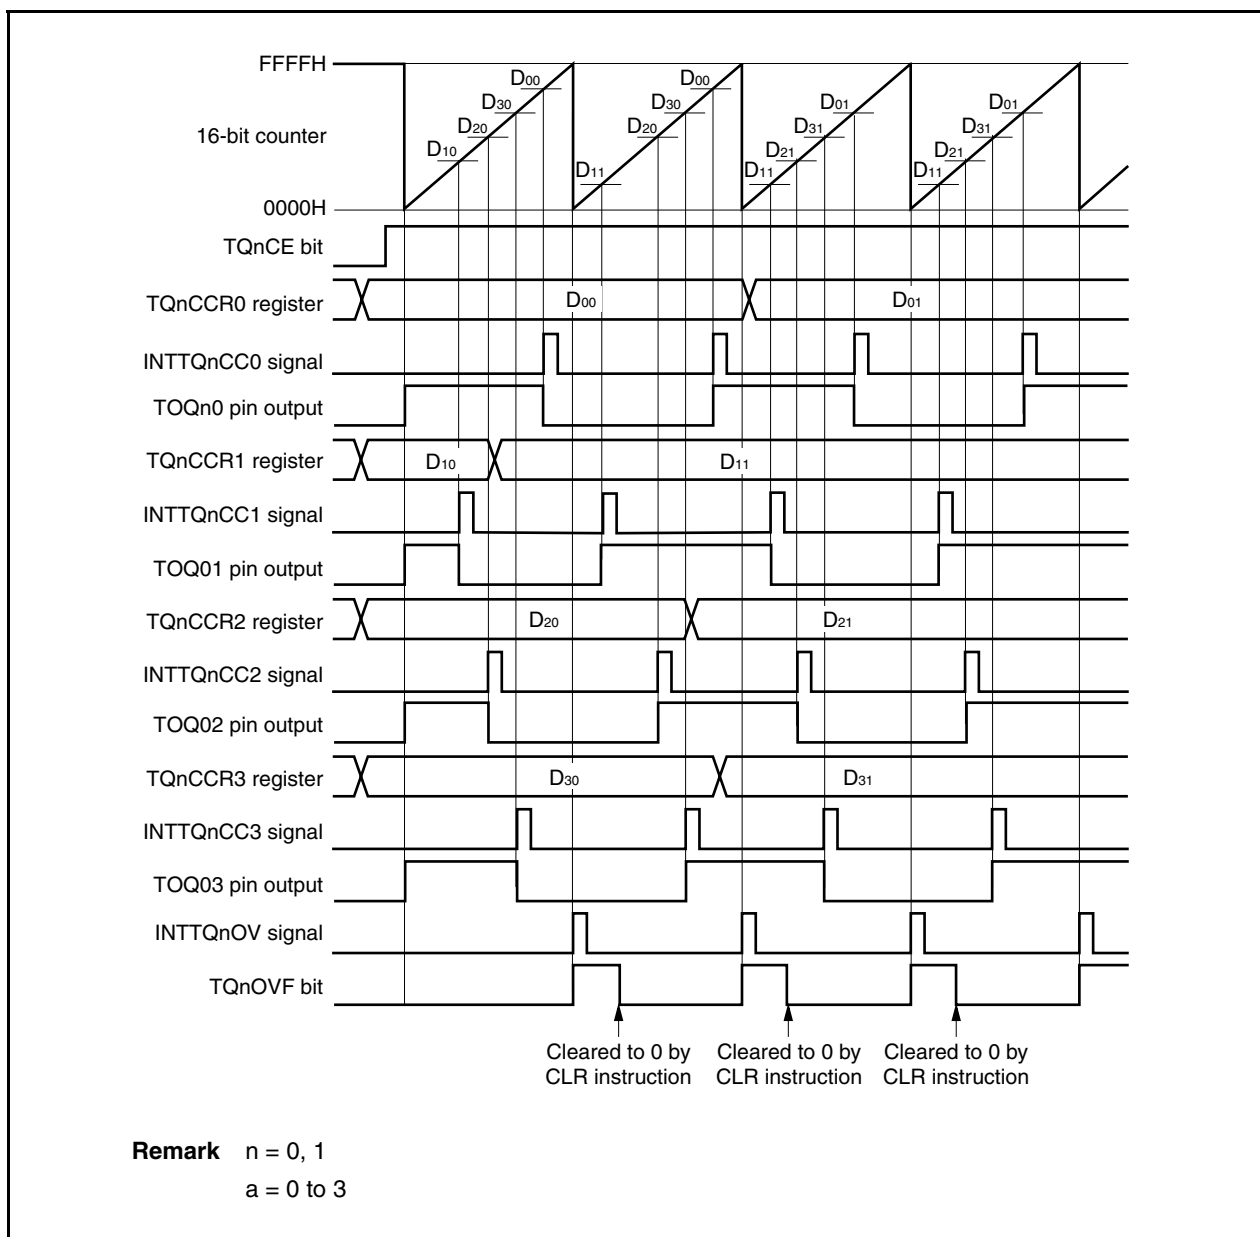 FFFFH
16-bit counter
0000H
D10 D20 D30 D00 D11 D20 D30 D00 D11 D21 D31 D01 D11 D21 D31 D01
TQnCE bit
TQnCCR0 register D00 D01
INTTQnCC0 signal
TOQn0 pin output
TQnCCR1 register D10 D11
INTTQnCC1 signal
TOQ01 pin output
TQnCCR2 register D20 D21
INTTQnCC2 signal
TOQ02 pin output
TQnCCR3 register D30 D31
INTTQnCC3 signal
TOQ03 pin output
INTTQnOV signal
TQnOVF bit
Cleared to 0 by
CLR instruction
Cleared to 0 by
CLR instruction
Cleared to 0 by
CLR instruction
Remark n = 0, 1
a = 0 to 3